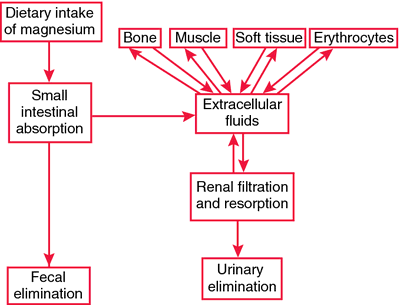 Dietary intake
of magnesium
Bone
Muscle
Soft tissue
Erythrocytes
Small
intestinal
absorption
Extracellular
fluids
Renal filtration
and resorption
Fecal
elimination
Urinary
elimination